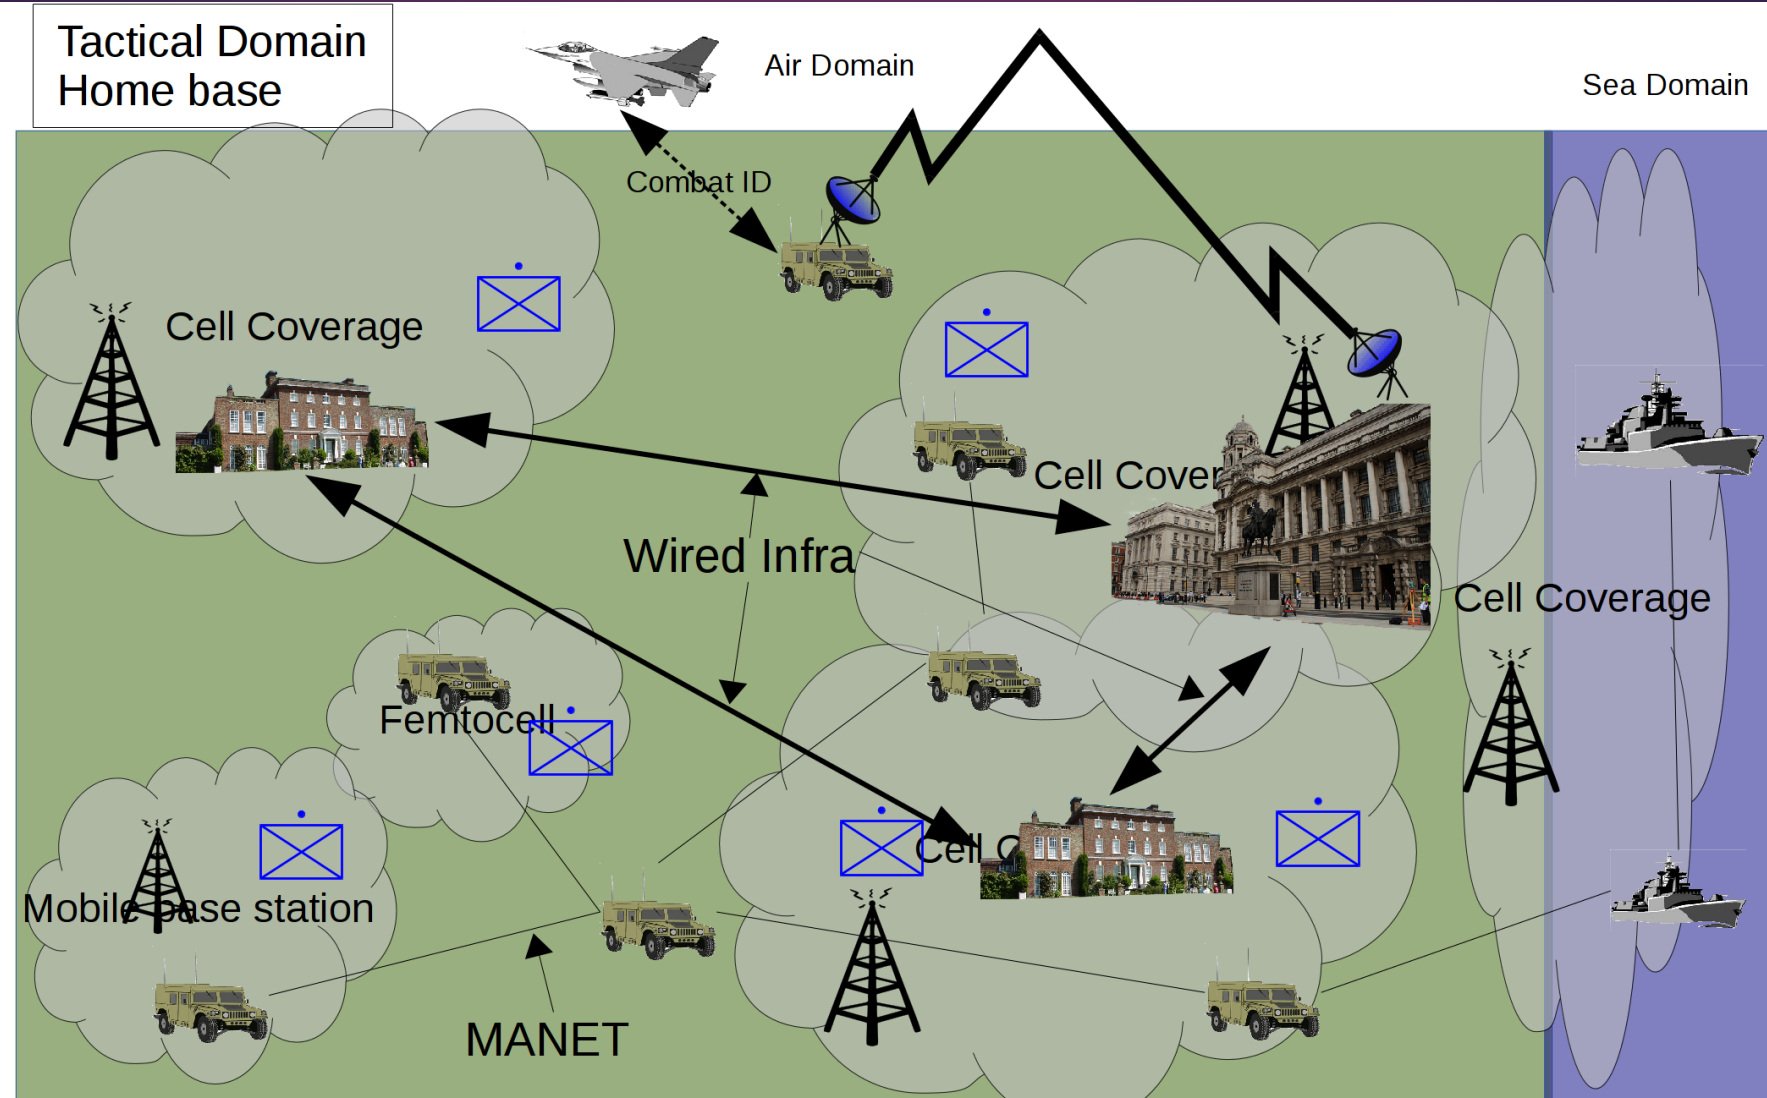 Tactical Domain
Home base
Air Domain
Sea Domain
Combat ID
Cell Coverage
Cell Cover
Wired Infra
Cell Coverage
Femtocell
Cell C
Mobile base station
MANET